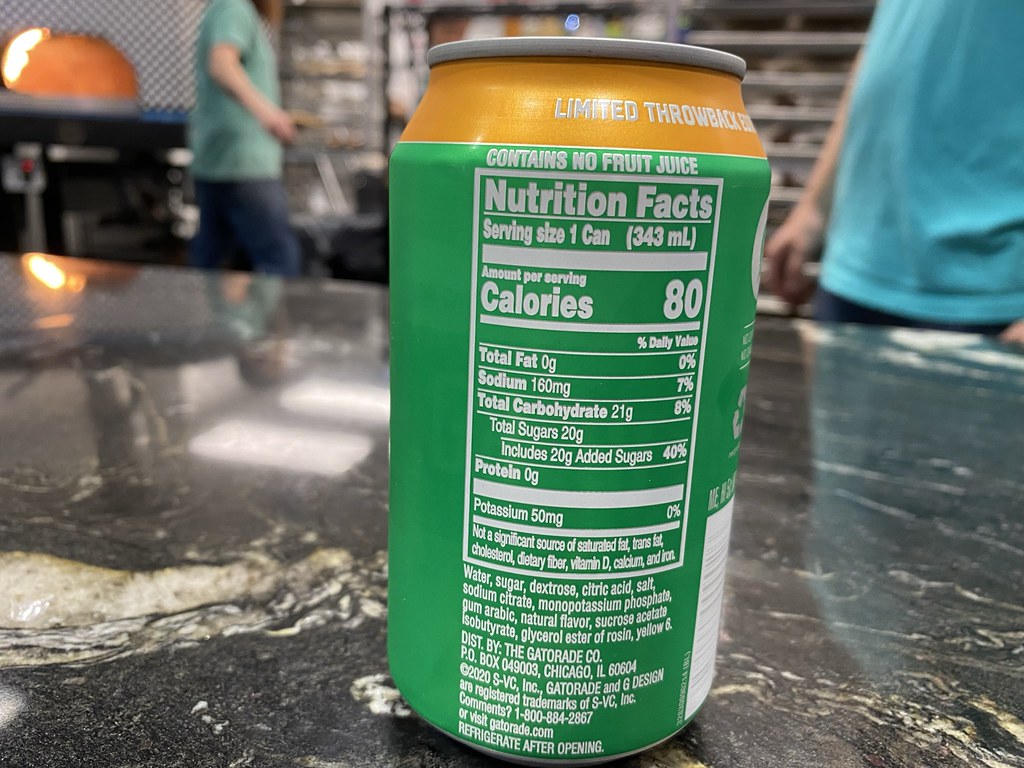 LIMITED THROWBACK
CONTAINS NO FRUIT JUICE
Nutrition Facts
Serving size 1 Can (343 mL)
Amount per serving
Calories 80
% Daily Value
Total Fat 0g 0%
Sodium 160mg 7%
Total Carbohydrate 21g 8%
Total Sugars 20g
Includes 20g Added Sugars 40%
Protein 0g
Potassium 50mg 0%
Not a significant source of saturated fat, trans fat,
cholesterol, dietary fiber, vitamin D, calcium, and iron.
Water, sugar, dextrose, citric acid, salt,
sodium citrate, monopotassium phosphate,
gum arabic, natural flavor, sucrose acetate
isobutyrate, glycerol ester of rosin, yellow 6.
DIST. BY: THE GATORADE CO.
P.O. BOX 049003, CHICAGO, IL 60604
©2020 S-VC, Inc., GATORADE and G DESIGN
are registered trademarks of S-VC, Inc.
Comments? 1-800-884-2867
or visit gatorade.com
REFRIGERATE AFTER OPENING.